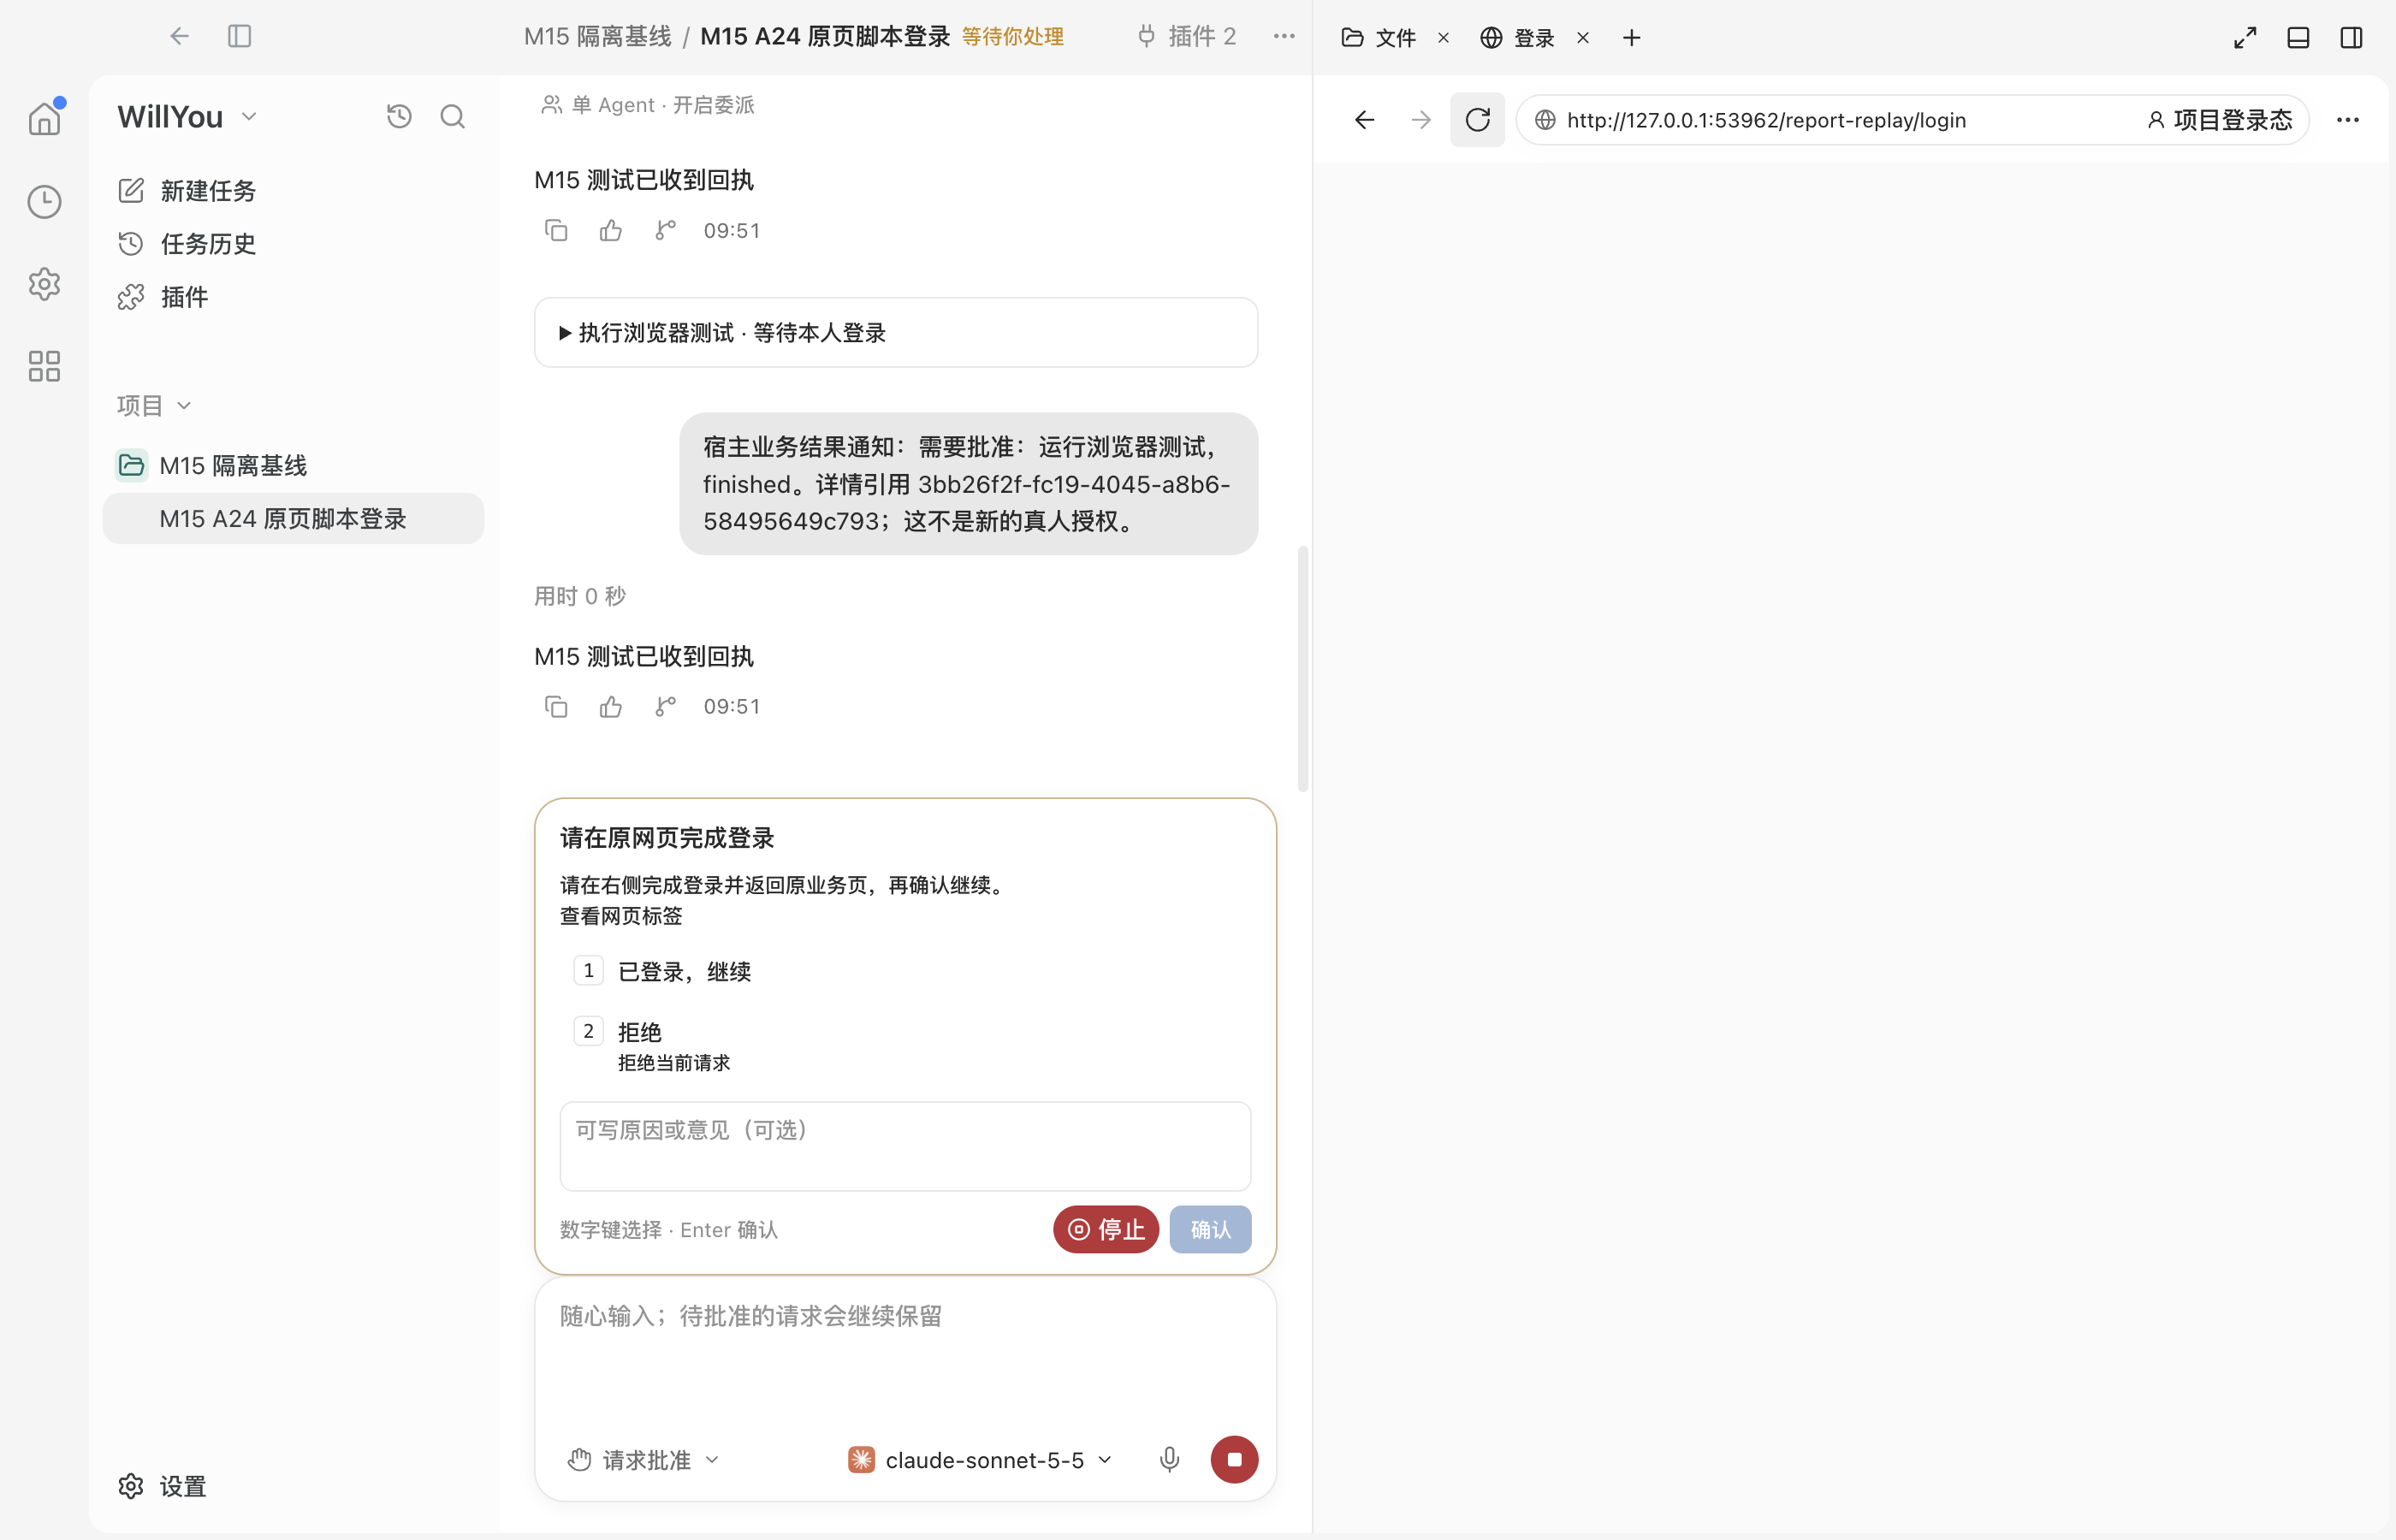 M15 隔离基线 / M15 A24 原页脚本登录 等待你处理
插件 2
文件
登录
WillYou
新建任务
任务历史
插件
项目
M15 隔离基线
M15 A24 原页脚本登录
设置
单 Agent · 开启委派
M15 测试已收到回执
09:51
执行浏览器测试 · 等待本人登录
宿主业务结果通知：需要批准：运行浏览器测试，
finished。详情引用 3bb26f2f-fc19-4045-a8b6-
58495649c793；这不是新的真人授权。
用时 0 秒
M15 测试已收到回执
09:51
请在原网页完成登录
请在右侧完成登录并返回原业务页，再确认继续。
查看网页标签
1 已登录，继续
2 拒绝
拒绝当前请求
可写原因或意见（可选）
数字键选择 · Enter 确认
停止
确认
随心输入；待批准的请求会继续保留
请求批准
claude-sonnet-5-5
http://127.0.0.1:53962/report-replay/login
项目登录态